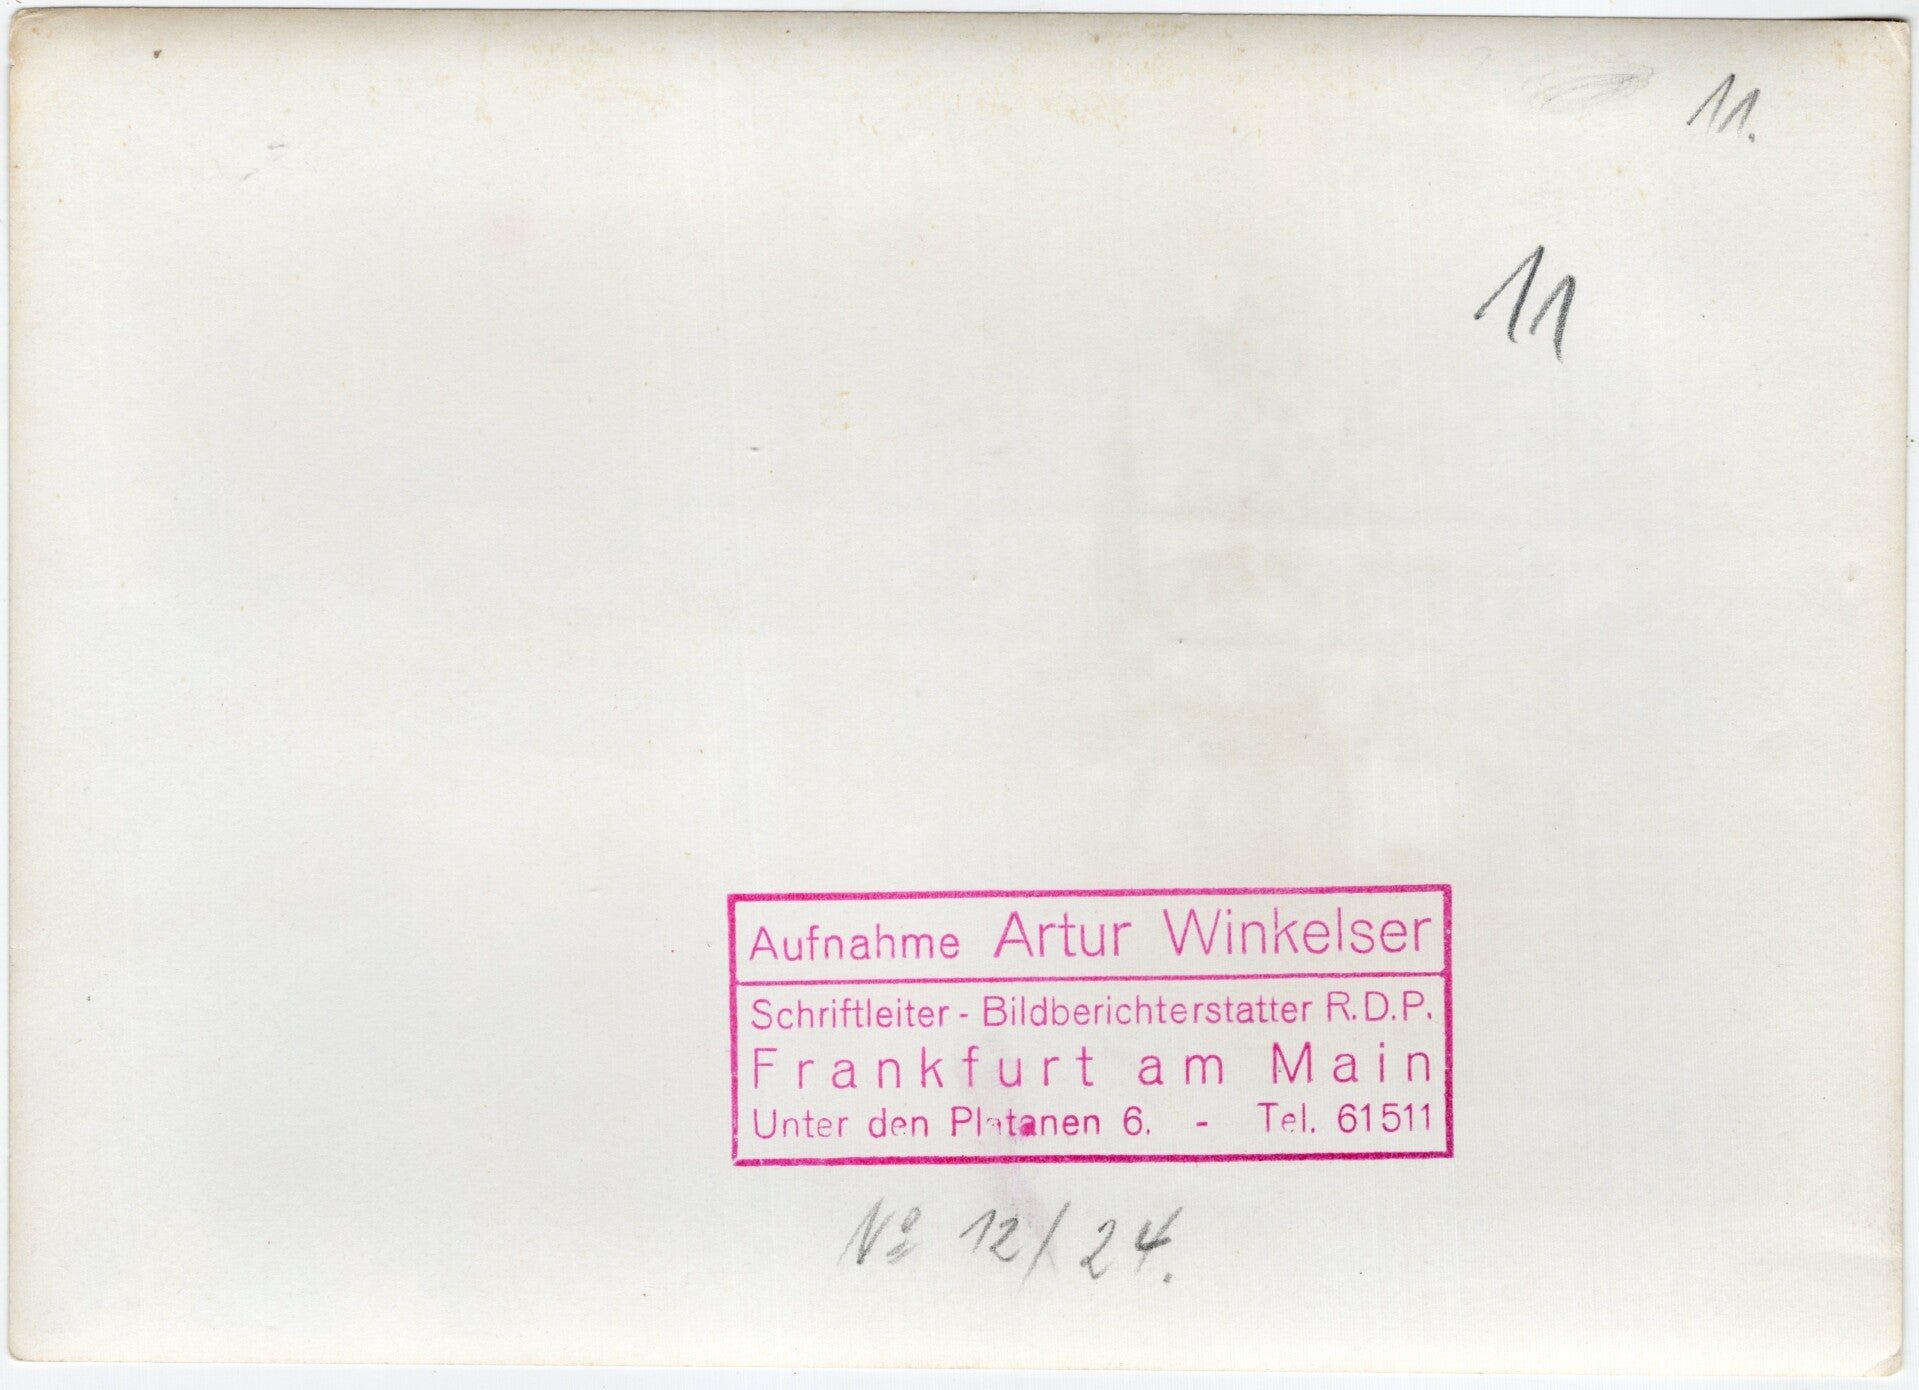 11.
11
Aufnahme Artur Winkelser
Schriftleiter - Bildberichterstatter R.D.P.
Frankfurt am Main
Unter den Platanen 6. - Tel. 61511
Nº 12/24.